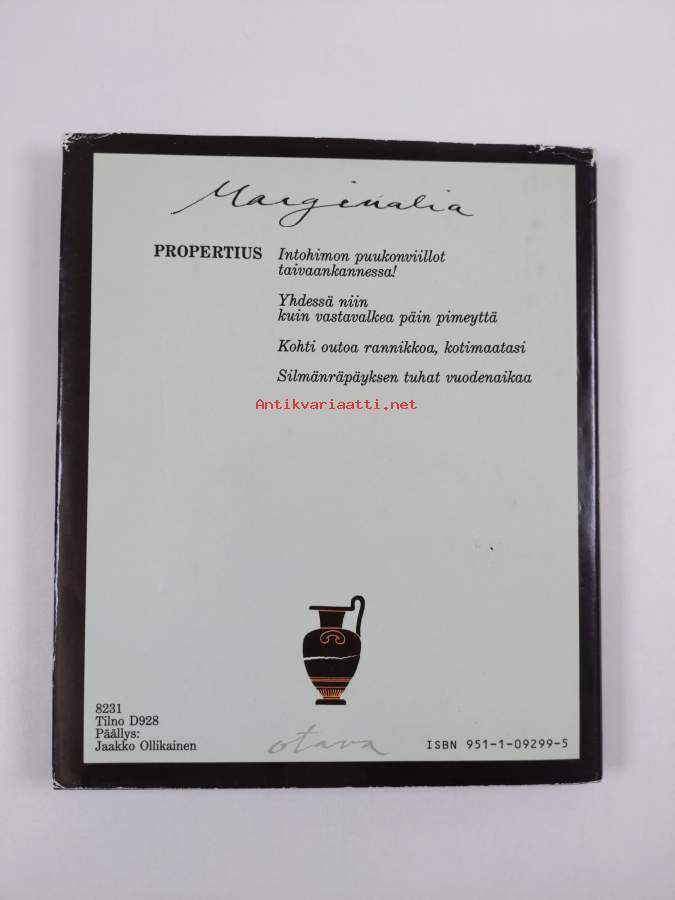 Marginalia
PROPERTIUS Intohimon puukonviillot
taivaankannessa!
Yhdessä niin
kuin vastavalkea päin pimeyttä
Kohti outoa rannikkoa, kotimaatasi
Silmänräpäyksen tuhat vuodenaikaa
Antikvariaatti.net
8231
Tilno D928
Päällys:
Jaakko Ollikainen
otava
ISBN 951-1-09299-5